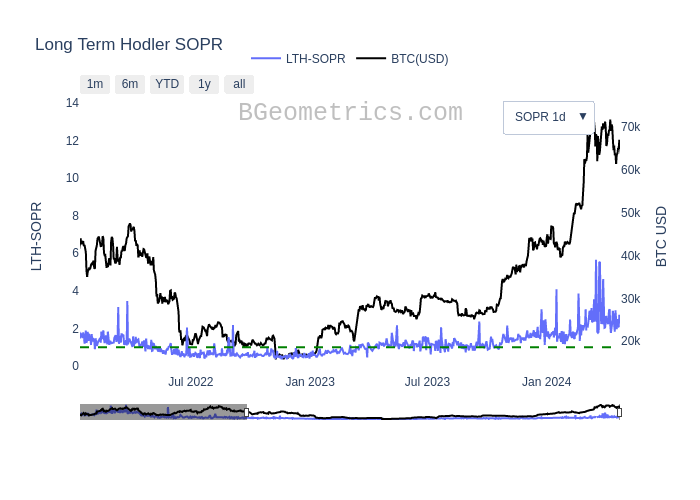 Long Term Hodler SOPR
LTH-SOPR BTC(USD)
1m 6m YTD 1y all
BGeometrics.com
SOPR 1d ▼
14
12
10
8
6
4
2
0
LTH-SOPR
70k
60k
50k
40k
30k
20k
BTC USD
Jul 2022 Jan 2023 Jul 2023 Jan 2024